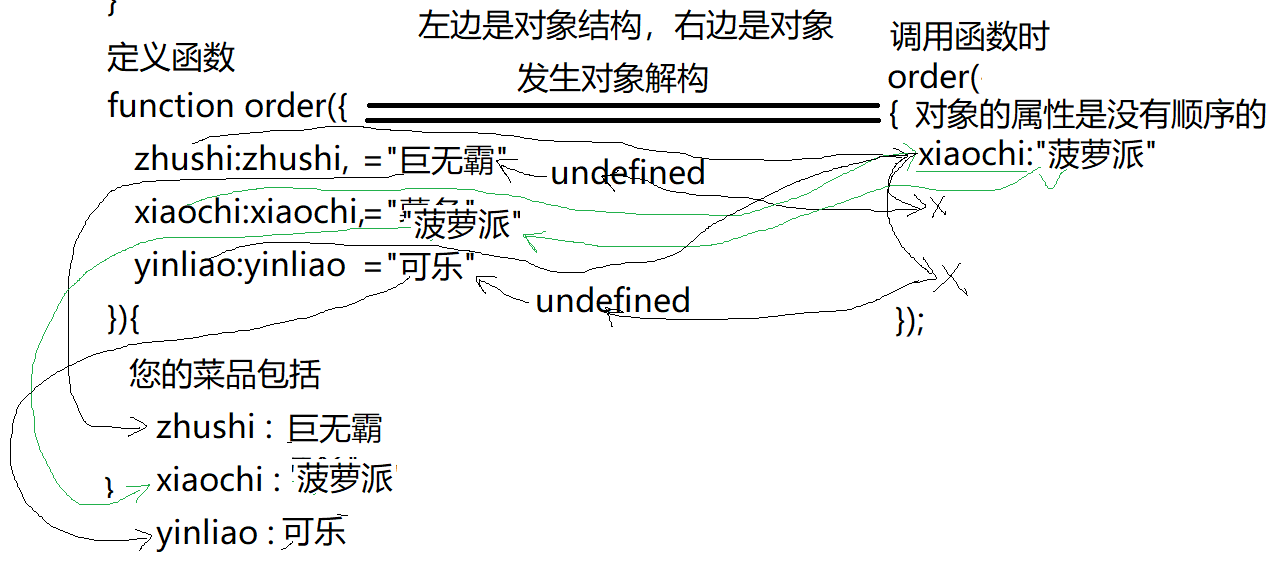 }
左边是对象结构，右边是对象
发生对象解构
定义函数
function order({
zhushi:zhushi, ="巨无霸"
undefined
xiaochi:xiaochi,="
"菠萝派"
yinliao:yinliao ="可乐"
undefined
}){
您的菜品包括
zhushi : 巨无霸
xiaochi : "菠萝派"
}
yinliao : 可乐
调用函数时
order(
{ 对象的属性是没有顺序的
xiaochi:"菠萝派"
X
X
});